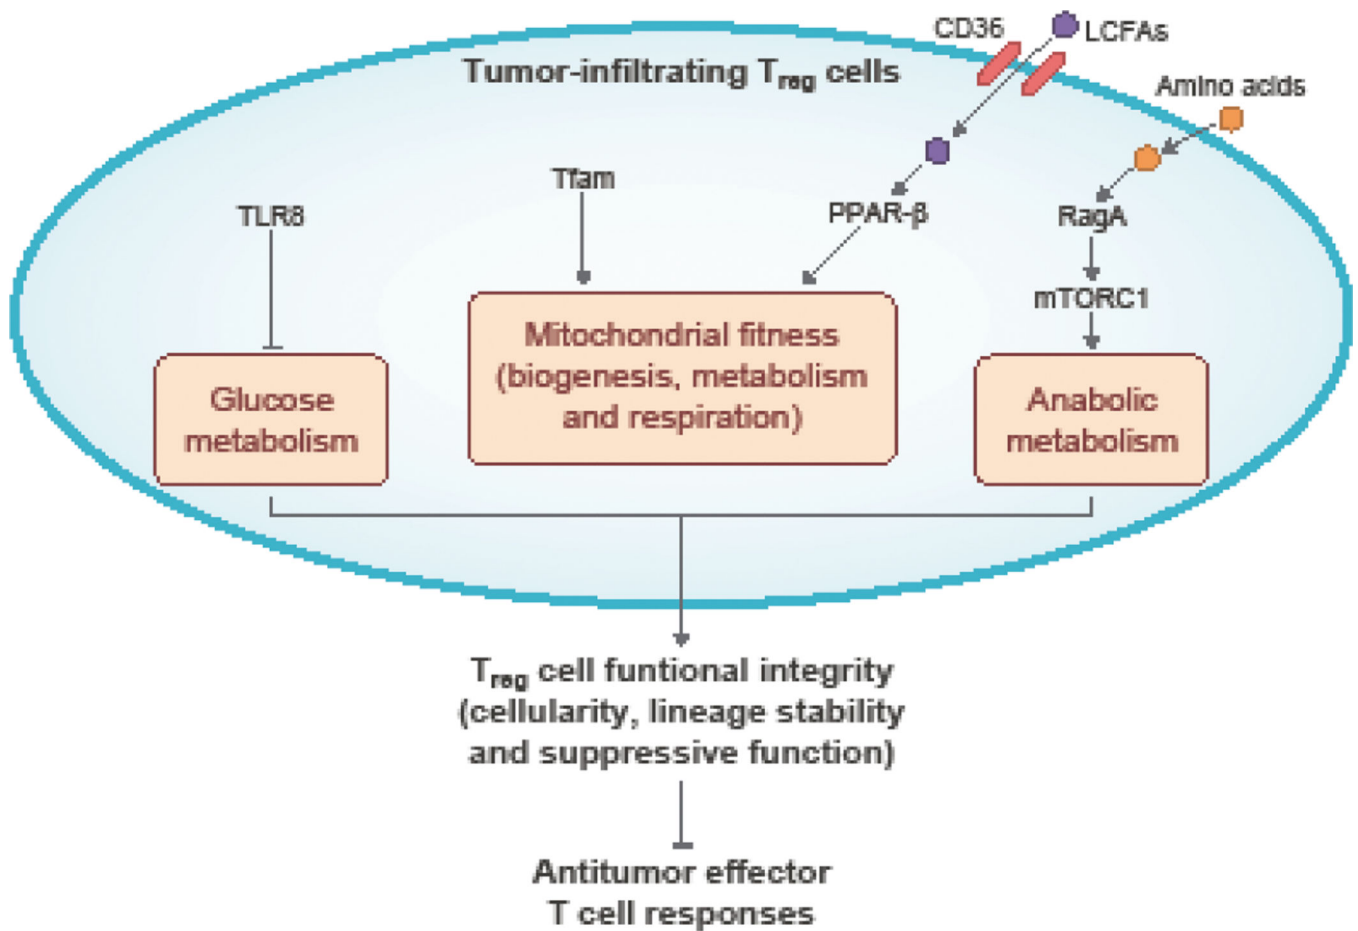 CD36
LCFAs
Tumor-infiltrating Treg cells
Amino acids
Tfam
TLR8
PPAR-β
RagA
mTORC1
Mitochondrial fitness
(biogenesis, metabolism
and respiration)
Glucose
metabolism
Anabolic
metabolism
Treg cell funtional integrity
(cellularity, lineage stability
and suppressive function)
Antitumor effector
T cell responses